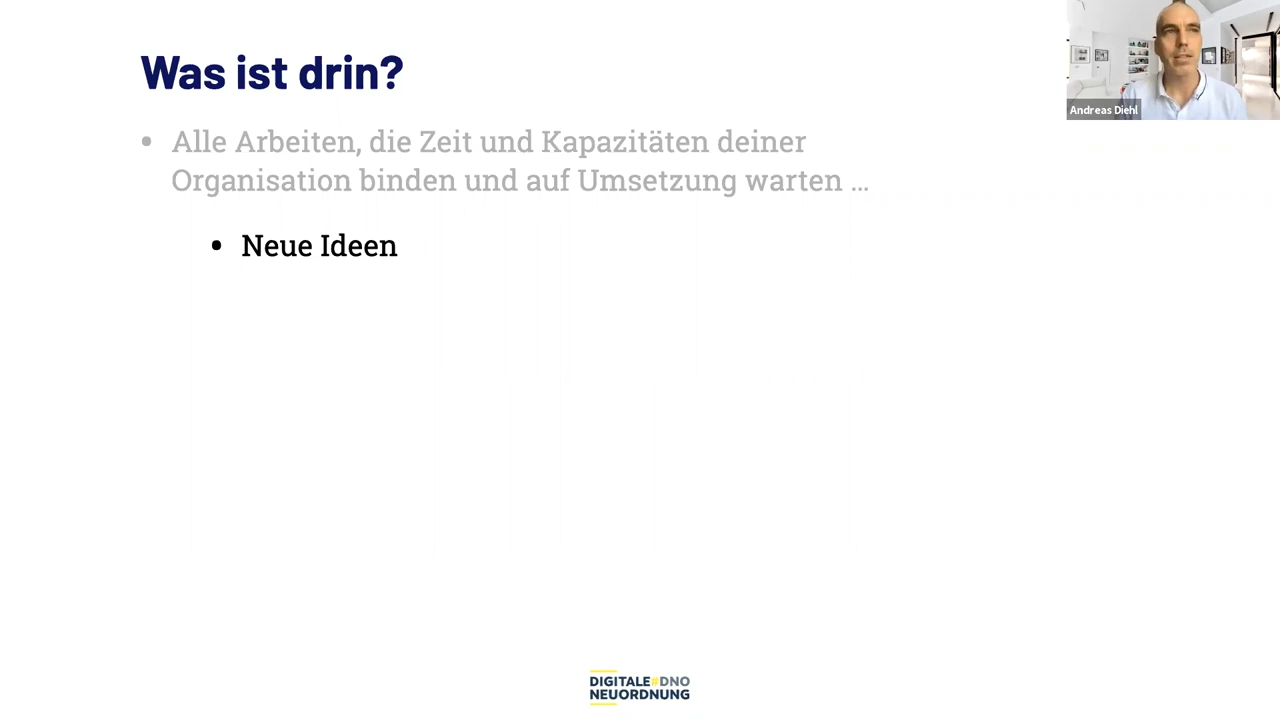 Was ist drin?
Andreas Diehl
• Alle Arbeiten, die Zeit und Kapazitäten deiner
Organisation binden und auf Umsetzung warten ...
• Neue Ideen
DIGITALE#DNO
NEUORDNUNG